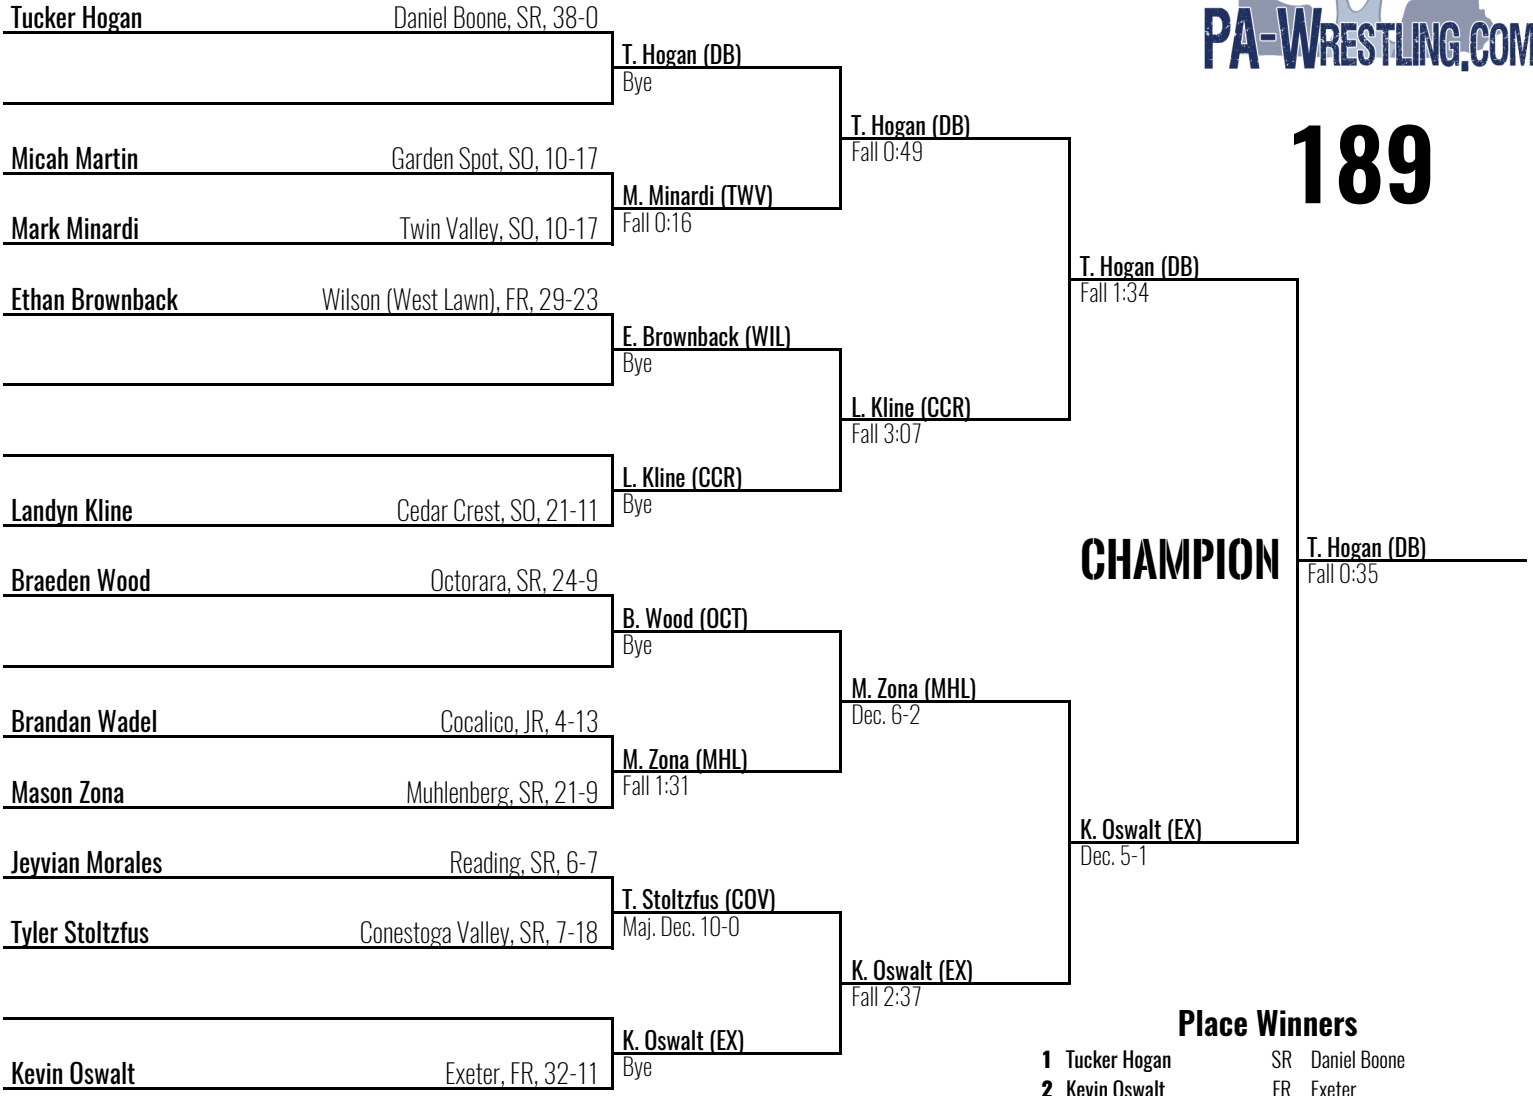 Tucker Hogan Daniel Boone, SR, 38-0
T. Hogan (DB)
Bye
Micah Martin Garden Spot, SO, 10-17
M. Minardi (TWV)
Fall 0:16
Mark Minardi Twin Valley, SO, 10-17
T. Hogan (DB)
Fall 0:49
Ethan Brownback Wilson (West Lawn), FR, 29-23
E. Brownback (WIL)
Bye
L. Kline (CCR)
Bye
Landyn Kline Cedar Crest, SO, 21-11
L. Kline (CCR)
Fall 3:07
T. Hogan (DB)
Fall 1:34
Braeden Wood Octorara, SR, 24-9
B. Wood (OCT)
Bye
Brandan Wadel Cocalico, JR, 4-13
M. Zona (MHL)
Fall 1:31
Mason Zona Muhlenberg, SR, 21-9
M. Zona (MHL)
Dec. 6-2
Jeyvian Morales Reading, SR, 6-7
T. Stoltzfus (COV)
Maj. Dec. 10-0
Tyler Stoltzfus Conestoga Valley, SR, 7-18
K. Oswalt (EX)
Bye
Kevin Oswalt Exeter, FR, 32-11
K. Oswalt (EX)
Fall 2:37
K. Oswalt (EX)
Dec. 5-1
CHAMPION
T. Hogan (DB)
Fall 0:35
PA-WRESTLING.COM
189
Place Winners
1 Tucker Hogan SR Daniel Boone
2 Kevin Oswalt FR Exeter